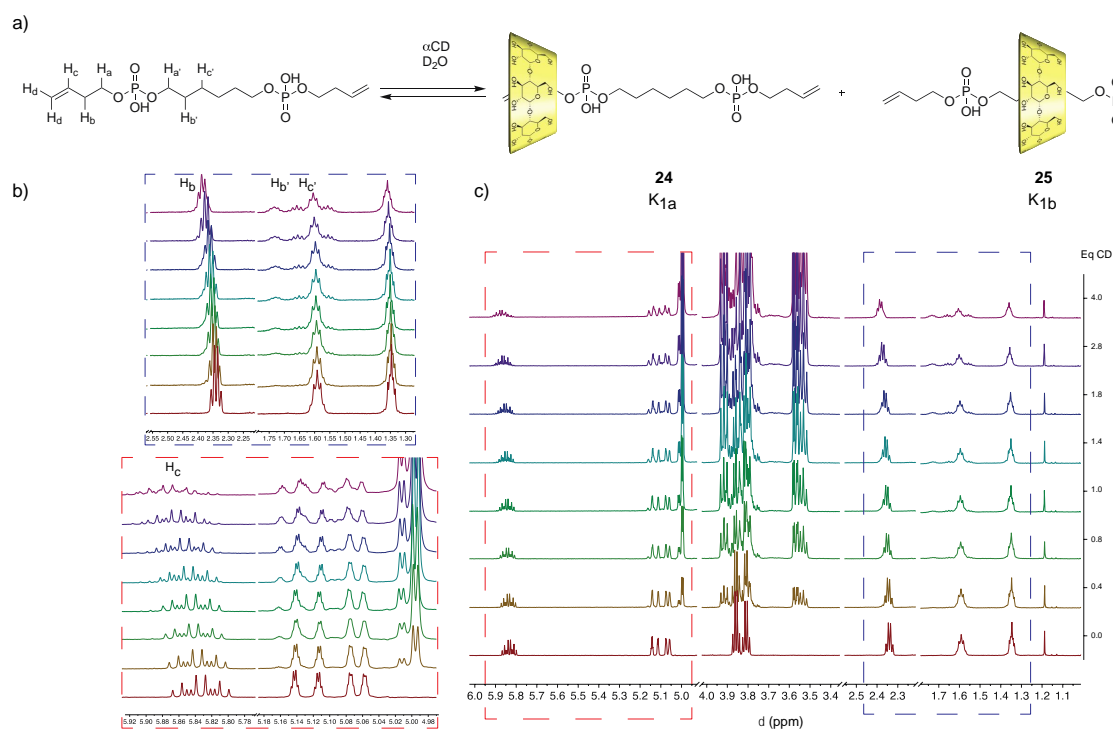 a)
αCD
D2O
Hc
Ha
O
Ha'
Hc'
OH
Hd
O P O
O P O
Hd
Hb
OH
Hb'
O
O
P
O
OH
O
OH
O P O
O
+
O
P
O
O
OH
O
P
24
K1a
25
K1b
b)
Hb
Hb'
Hc'
2.55 2.50 2.45 2.40 2.35 2.30 2.25
1.75 1.70 1.65 1.60 1.55 1.50 1.45 1.40 1.35 1.30
Hc
5.92 5.90 5.88 5.86 5.84 5.82 5.80 5.78
5.16 5.14 5.12 5.10 5.08 5.06 5.04 5.02 5.00 4.98
c)
Eq CD
4.0
2.8
1.8
1.4
1.0
0.8
0.4
0.0
6.0 5.9 5.8 5.7 5.6 5.5 5.4 5.3 5.2 5.1 5.0
4.0 3.9 3.8 3.7 3.6 3.5 3.4
2.5 2.4 2.3
1.7 1.6 1.5 1.4 1.3 1.2 1.1
d (ppm)